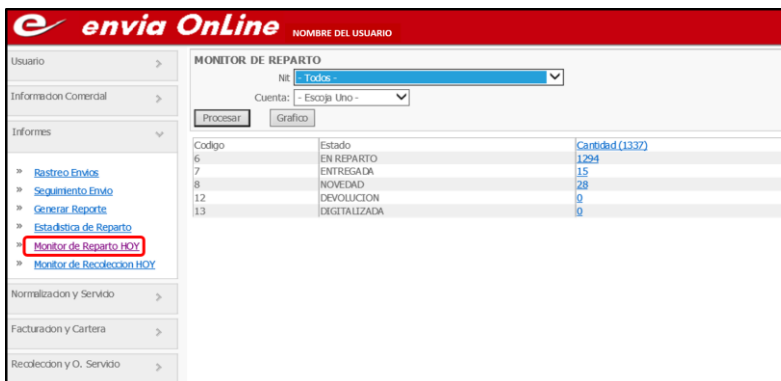 e envia OnLine NOMBRE DEL USUARIO
Usuario
Informacion Comercial
Informes
» Rastreo Envios
» Seguimiento Envio
» Generar Reporte
» Estadistica de Reparto
» Monitor de Reparto HOY
» Monitor de Recoleccion HOY
Normalizacion y Servicio
Facturacion y Cartera
Recoleccion y O. Servicio
MONITOR DE REPARTO
Nit - Todos -
Cuenta: - Escoja Uno -
Procesar Grafico
Codigo Estado Cantidad (1337)
6 EN REPARTO 1294
7 ENTREGADA 15
8 NOVEDAD 28
12 DEVOLUCION 0
13 DIGITALIZADA 0